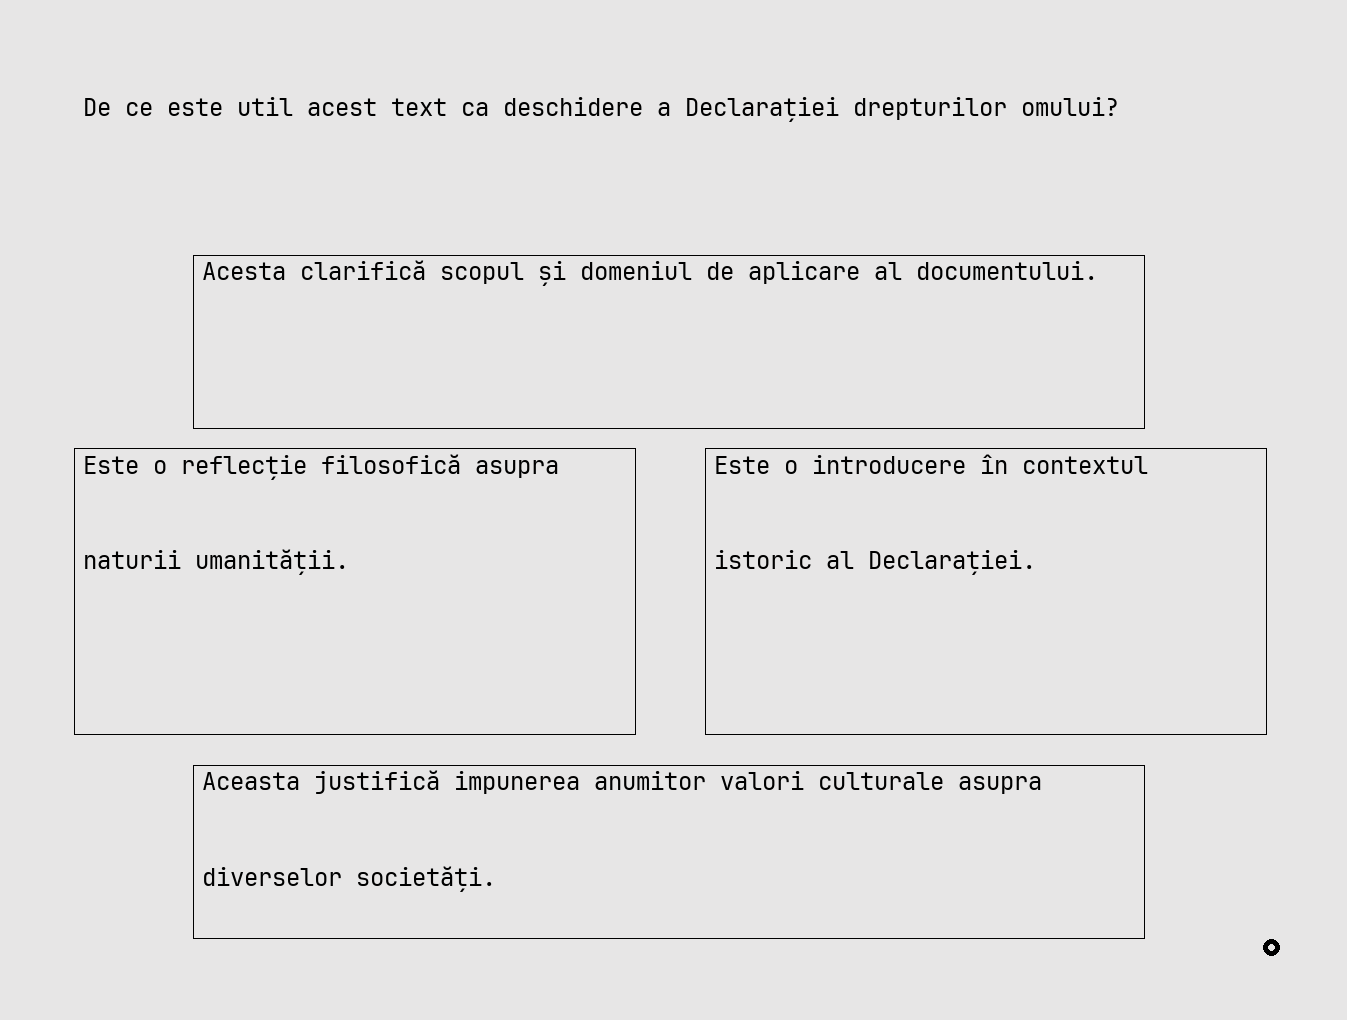 De ce este util acest text ca deschidere a Declarației drepturilor omului?
Acesta clarifică scopul și domeniul de aplicare al documentului.
Este o reflecție filosofică asupra
naturii umanității.
Este o introducere în contextul
istoric al Declarației.
Aceasta justifică impunerea anumitor valori culturale asupra
diverselor societăți.